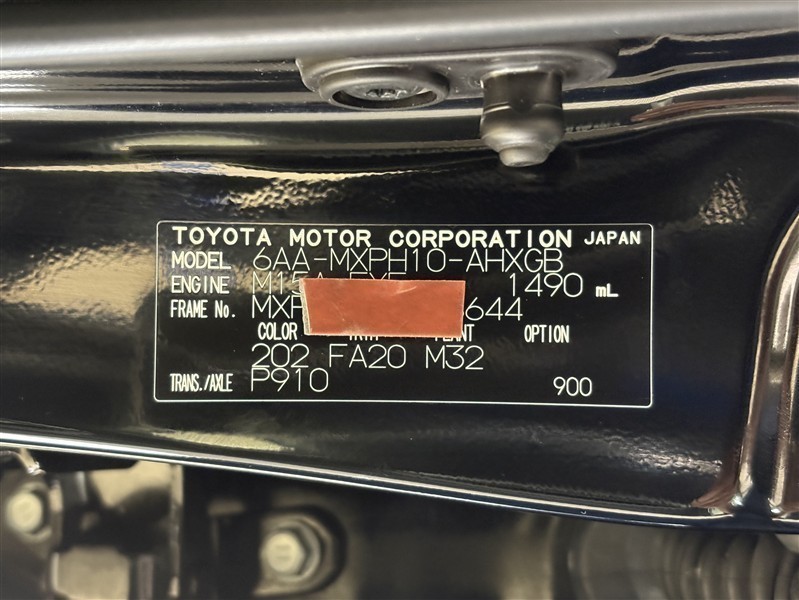 TOYOTA MOTOR CORPORATION JAPAN
MODEL 6AA-MXPH10-AHXGB
ENGINE 1490 mL
FRAME No. 644
COLOR OPTION
202 FA20 M32
TRANS./AXLE P910 900